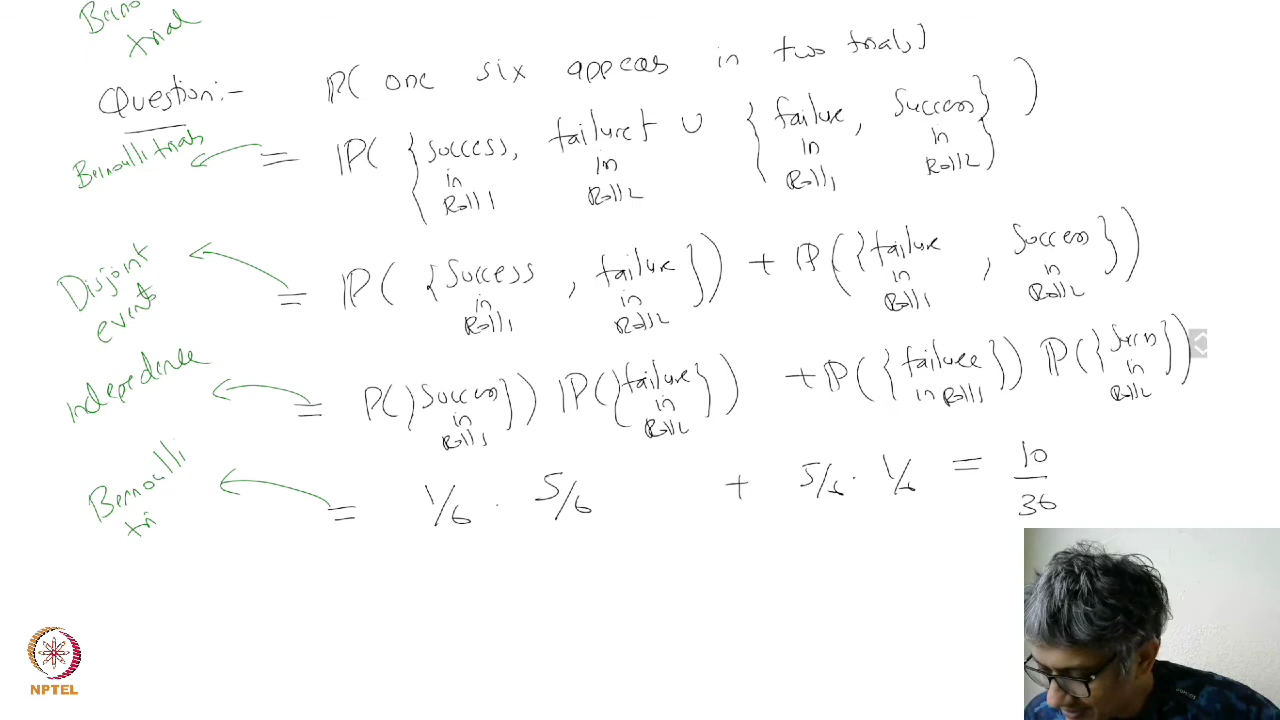 trial
Question:- P( one six appears in two trials)
Bernoulli trials = P( { Success, in Roll 1 failure } in Roll 2 ∪ { failure, in Roll 1 Success } in Roll 2 )
Disjoint events = P( { Success in Roll 1 , failure in Roll 2 } ) + P( { failure in Roll 1 , Success in Roll 2 } )
Independence = P( { Success in Roll 1 } ) P( { failure in Roll 2 } ) + P( { failure in Roll 1 } ) P( { in Roll 2 } )
Bernoulli tri = 1/6 . 5/6 + 5/6 . 1/6 = 10/36
NPTEL